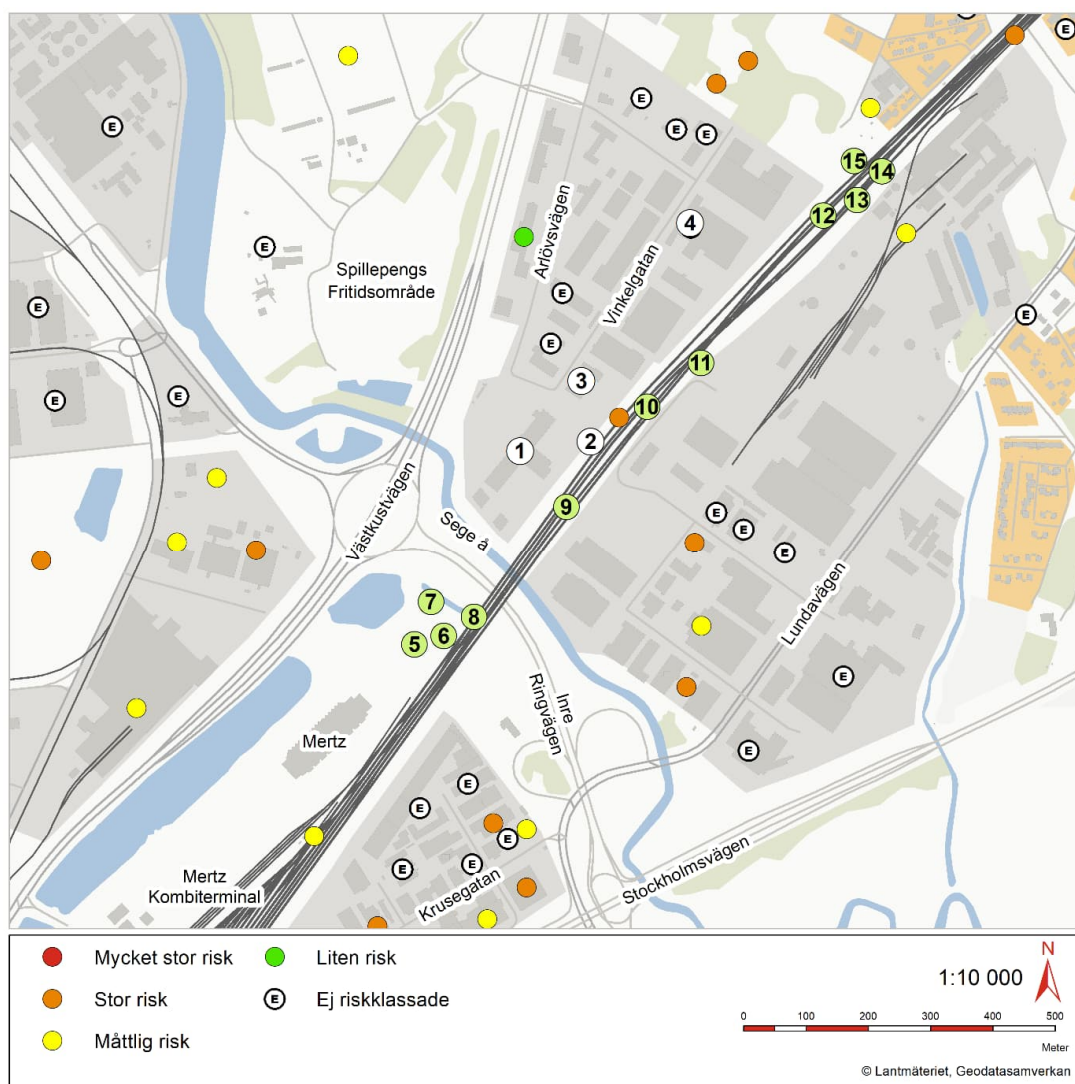 E
E
E
E
15
14
12
13
4
E
Arlövsvägen
Spillepengs
Fritidsområde
Vinkelgatan
E
E
E
E
11
E
3
E
E
10
2
1
Västkustvägen
9
Sege å
E
E
E
Lundavägen
7
8
6
5
E
Inre
Ringvägen
Mertz
E
E
E
E
E
E
Mertz
Kombiterminal
Krusegatan
Stockholmsvägen
Mycket stor risk
Liten risk
Stor risk
E Ej riskklassade
Måttlig risk
1:10 000
N
0 100 200 300 400 500
Meter
© Lantmäteriet, Geodatasamverkan